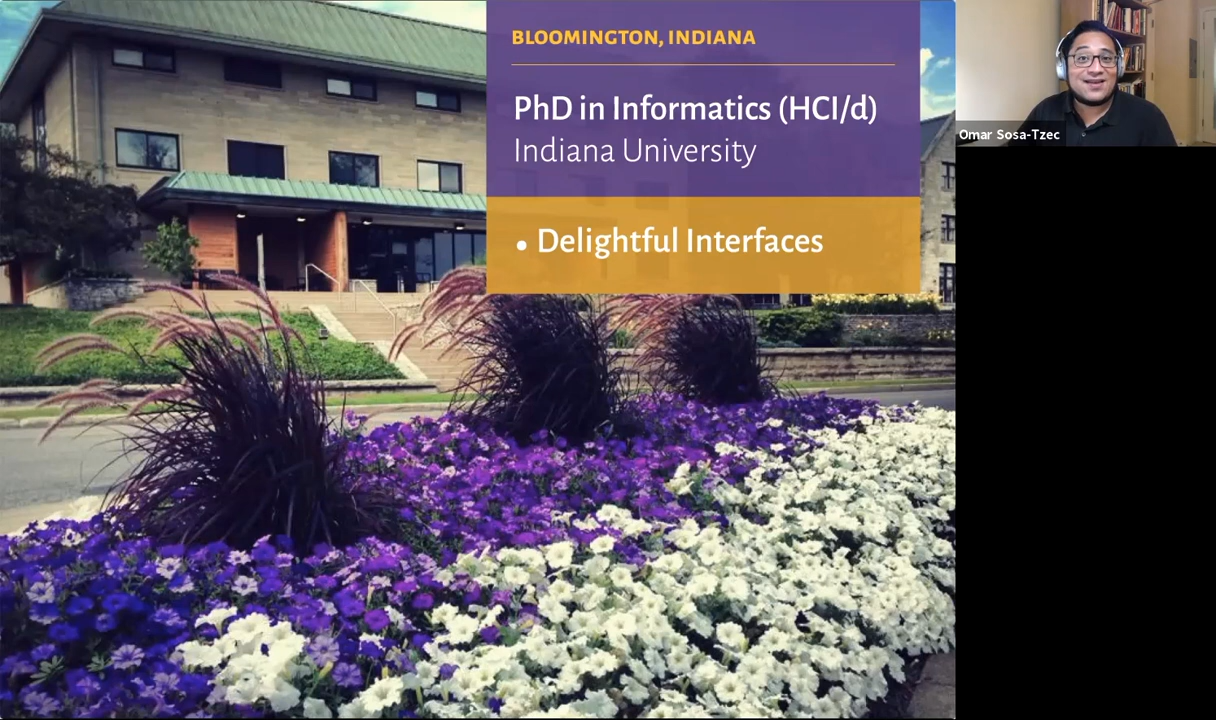 BLOOMINGTON, INDIANA
PhD in Informatics (HCI/d)
Indiana University
• Delightful Interfaces
Omar Sosa-Tzec